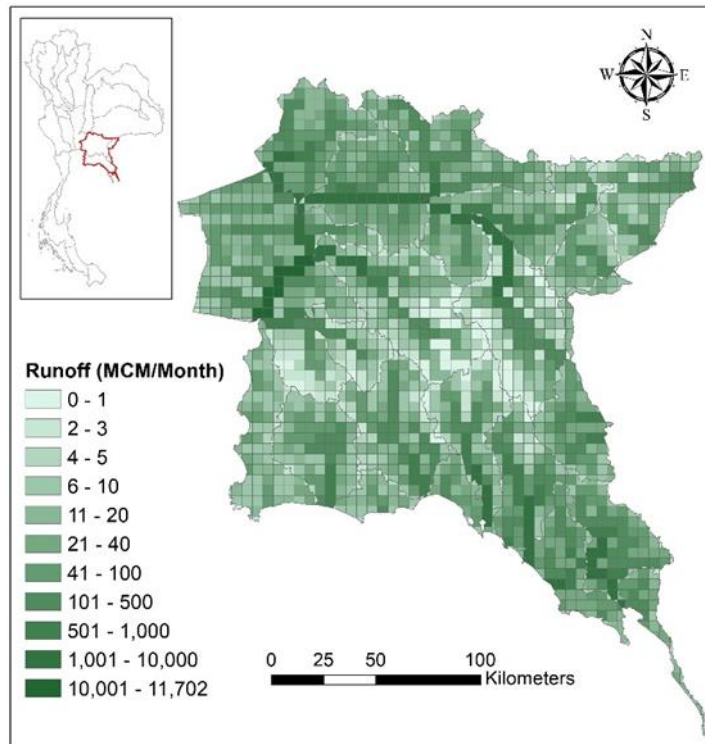 N
W E
S
Runoff (MCM/Month)
0 - 1
2 - 3
4 - 5
6 - 10
11 - 20
21 - 40
41 - 100
101 - 500
501 - 1,000
1,001 - 10,000
10,001 - 11,702
0 25 50 100
Kilometers